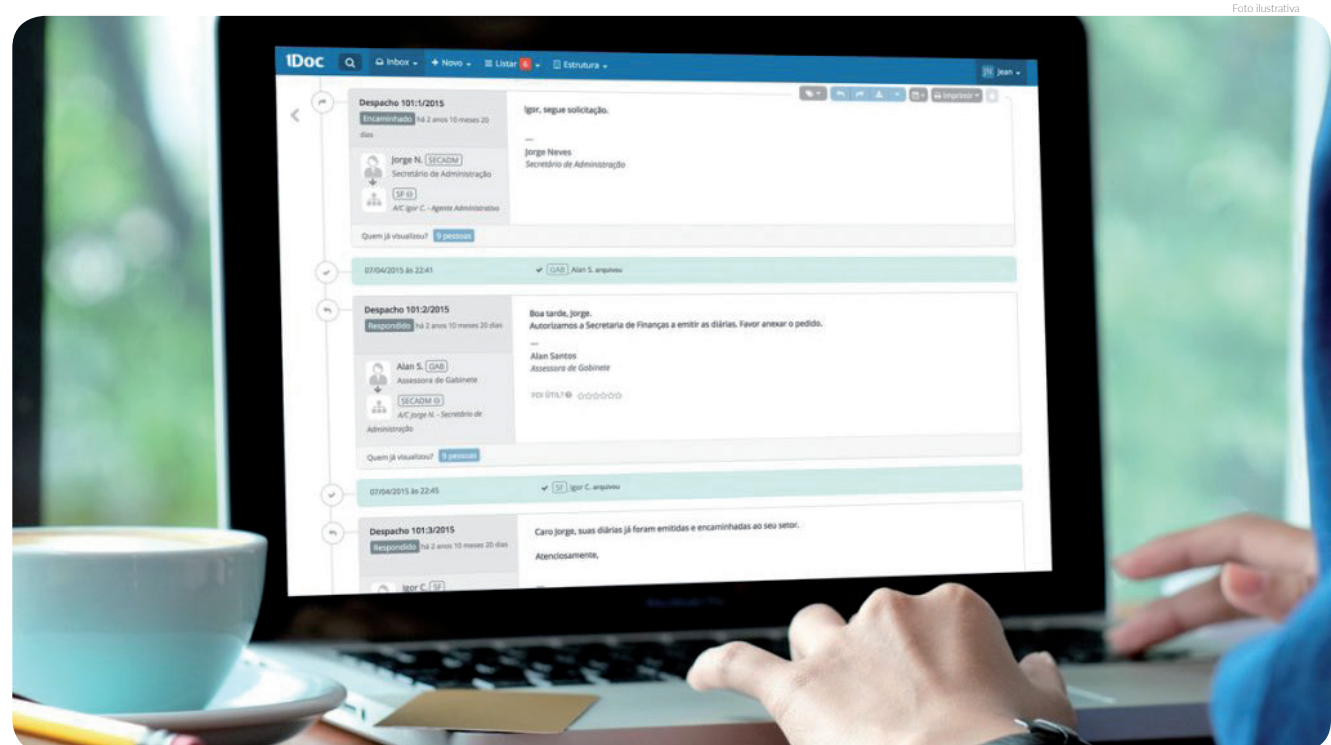 Foto ilustrativa
1Doc
Inbox
+ Novo
Listar 6
Estrutura
JN Jean
Despacho 101:1/2015
Encaminhado há 2 anos 10 meses 20
dias
Jorge N. SECADM
Secretário de Administração
SF
A/C Igor C. - Agente Administrativo
Igor, segue solicitação.
—
Jorge Neves
Secretário de Administração
Imprimir
Quem já visualizou? 9 pessoas
07/04/2015 às 22:41
GAB Alan S. arquivou
Despacho 101:2/2015
Respondido há 2 anos 10 meses 20 dias
Alan S. GAB
Assessora de Gabinete
SECADM
A/C Jorge N. - Secretário de
Administração
Boa tarde, Jorge.
Autorizamos a Secretaria de Finanças a emitir as diárias. Favor anexar o pedido.
—
Alan Santos
Assessora de Gabinete
FOI ÚTIL?
Quem já visualizou? 9 pessoas
07/04/2015 às 22:45
SF Igor C. arquivou
Despacho 101:3/2015
Respondido há 2 anos 10 meses 20 dias
Igor C. SF
Caro Jorge, suas diárias já foram emitidas e encaminhadas ao seu setor.
Atenciosamente,
—